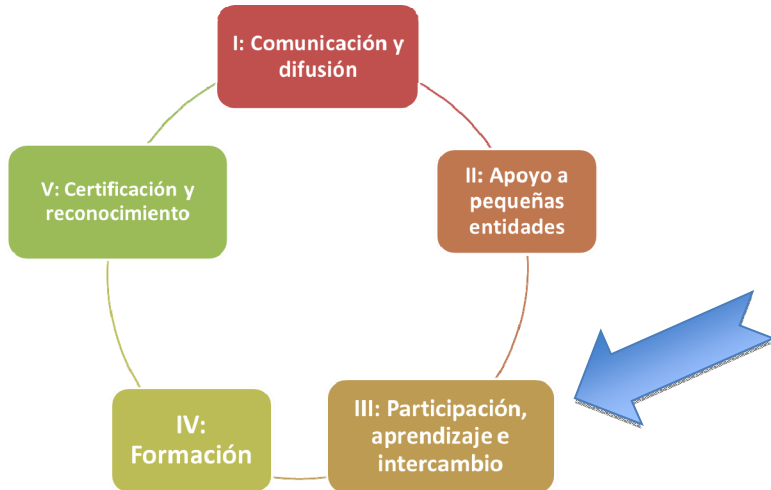 I: Comunicación y
difusión
II: Apoyo a
pequeñas
entidades
III: Participación,
aprendizaje e
intercambio
IV:
Formación
V: Certificación y
reconocimiento